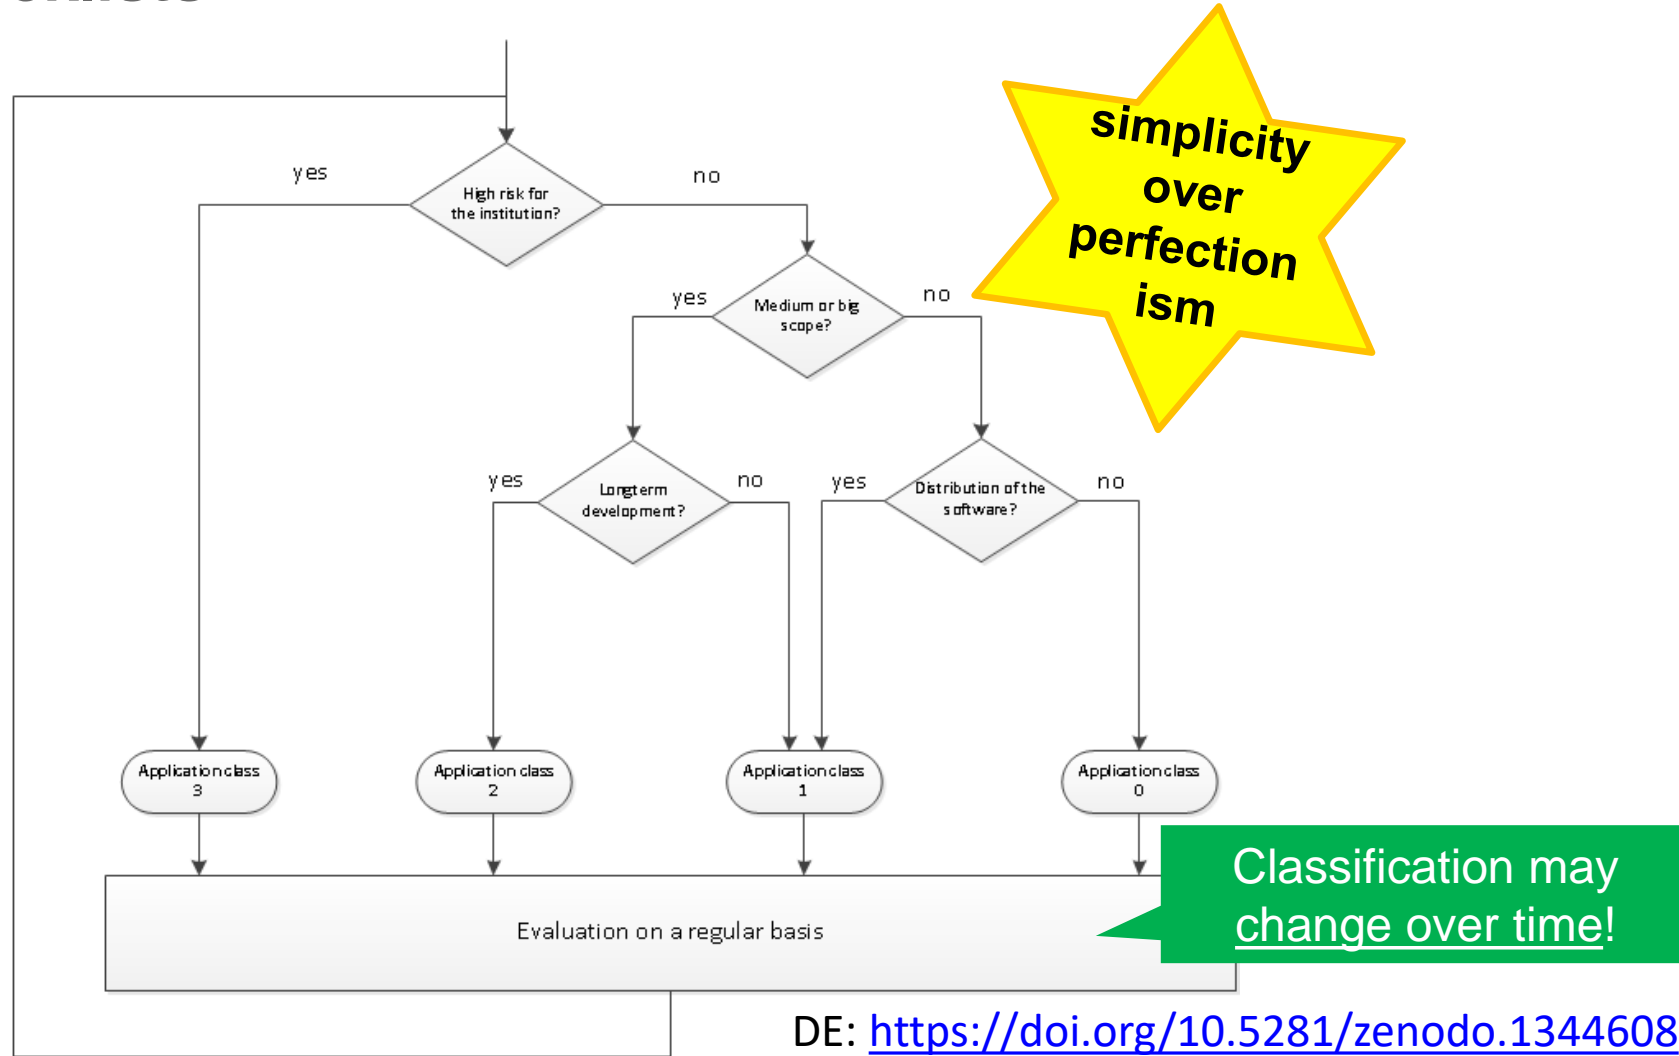 yes
no
High risk for
the institution?
simplicity
over
perfection
ism
yes
no
Medium or big
scope?
yes
no
Longterm
development?
yes
no
Distribution of the
software?
Application class
3
Application class
2
Application class
1
Application class
0
Evaluation on a regular basis
Classification may
change over time!
DE: https://doi.org/10.5281/zenodo.1344608